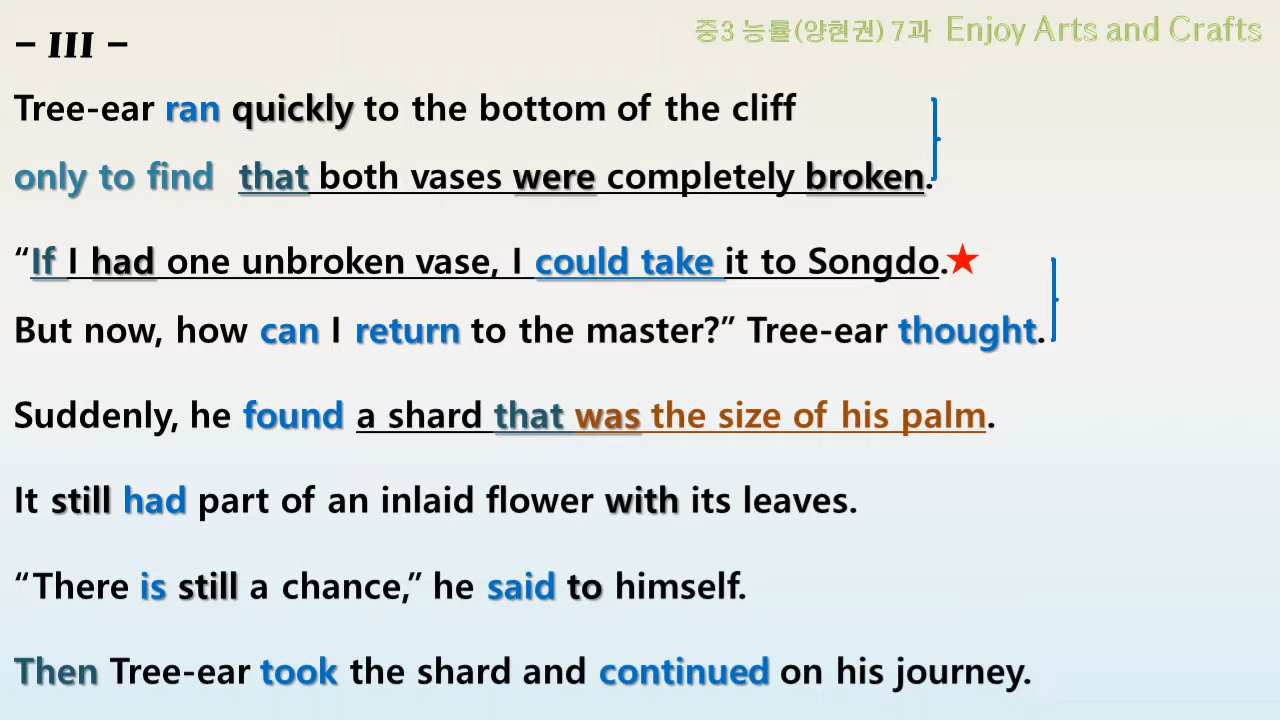 – III –
중3 능률(양현권) 7과 Enjoy Arts and Crafts
Tree-ear ran quickly to the bottom of the cliff
only to find that both vases were completely broken.
“If I had one unbroken vase, I could take it to Songdo.★
But now, how can I return to the master?” Tree-ear thought.
Suddenly, he found a shard that was the size of his palm.
It still had part of an inlaid flower with its leaves.
“There is still a chance,” he said to himself.
Then Tree-ear took the shard and continued on his journey.